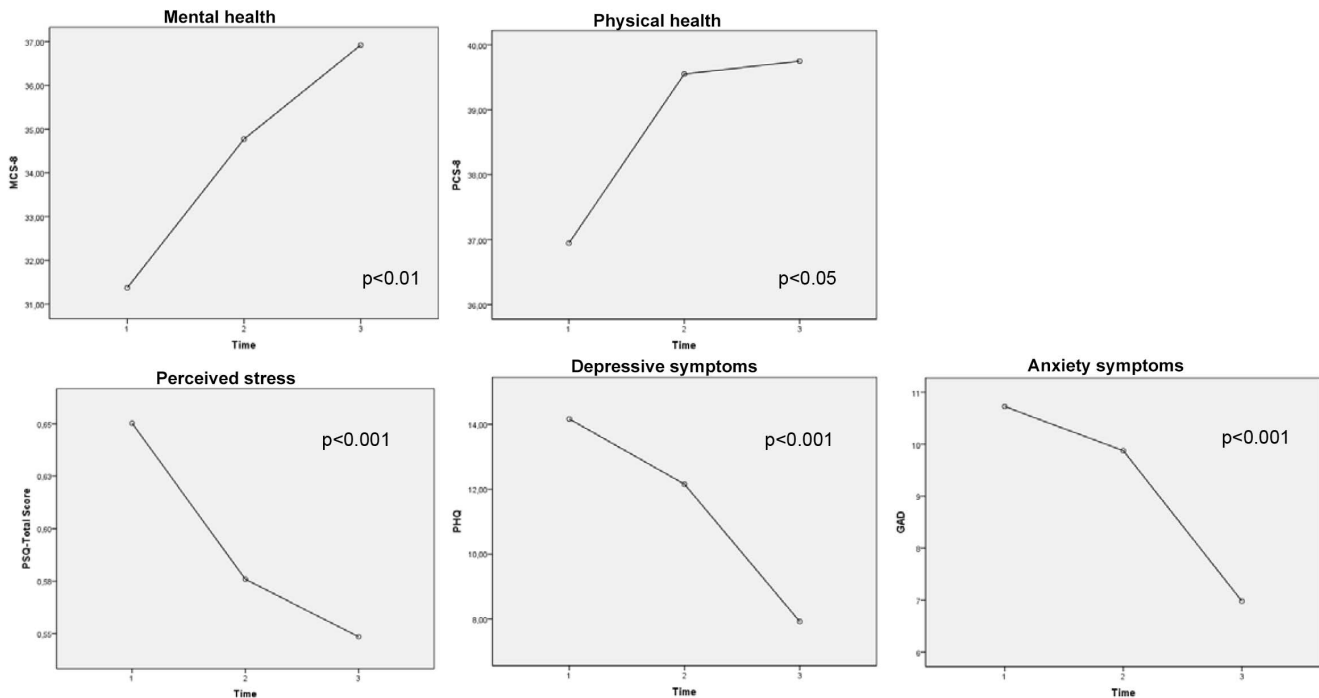 Mental health
MCS-8
37,00
36,00
35,00
34,00
33,00
32,00
31,00
p<0.01
1 2 3
Time
Physical health
PCS-8
40,00
39,00
38,00
37,00
36,00
p<0.05
1 2 3
Time
Perceived stress
PSQ-Total Score
0,65
0,63
0,60
0,58
0,55
p<0.001
1 2 3
Time
Depressive symptoms
PHQ
14,00
12,00
10,00
8,00
p<0.001
1 2 3
Time
Anxiety symptoms
GAD
11
10
9
8
7
6
p<0.001
1 2 3
Time